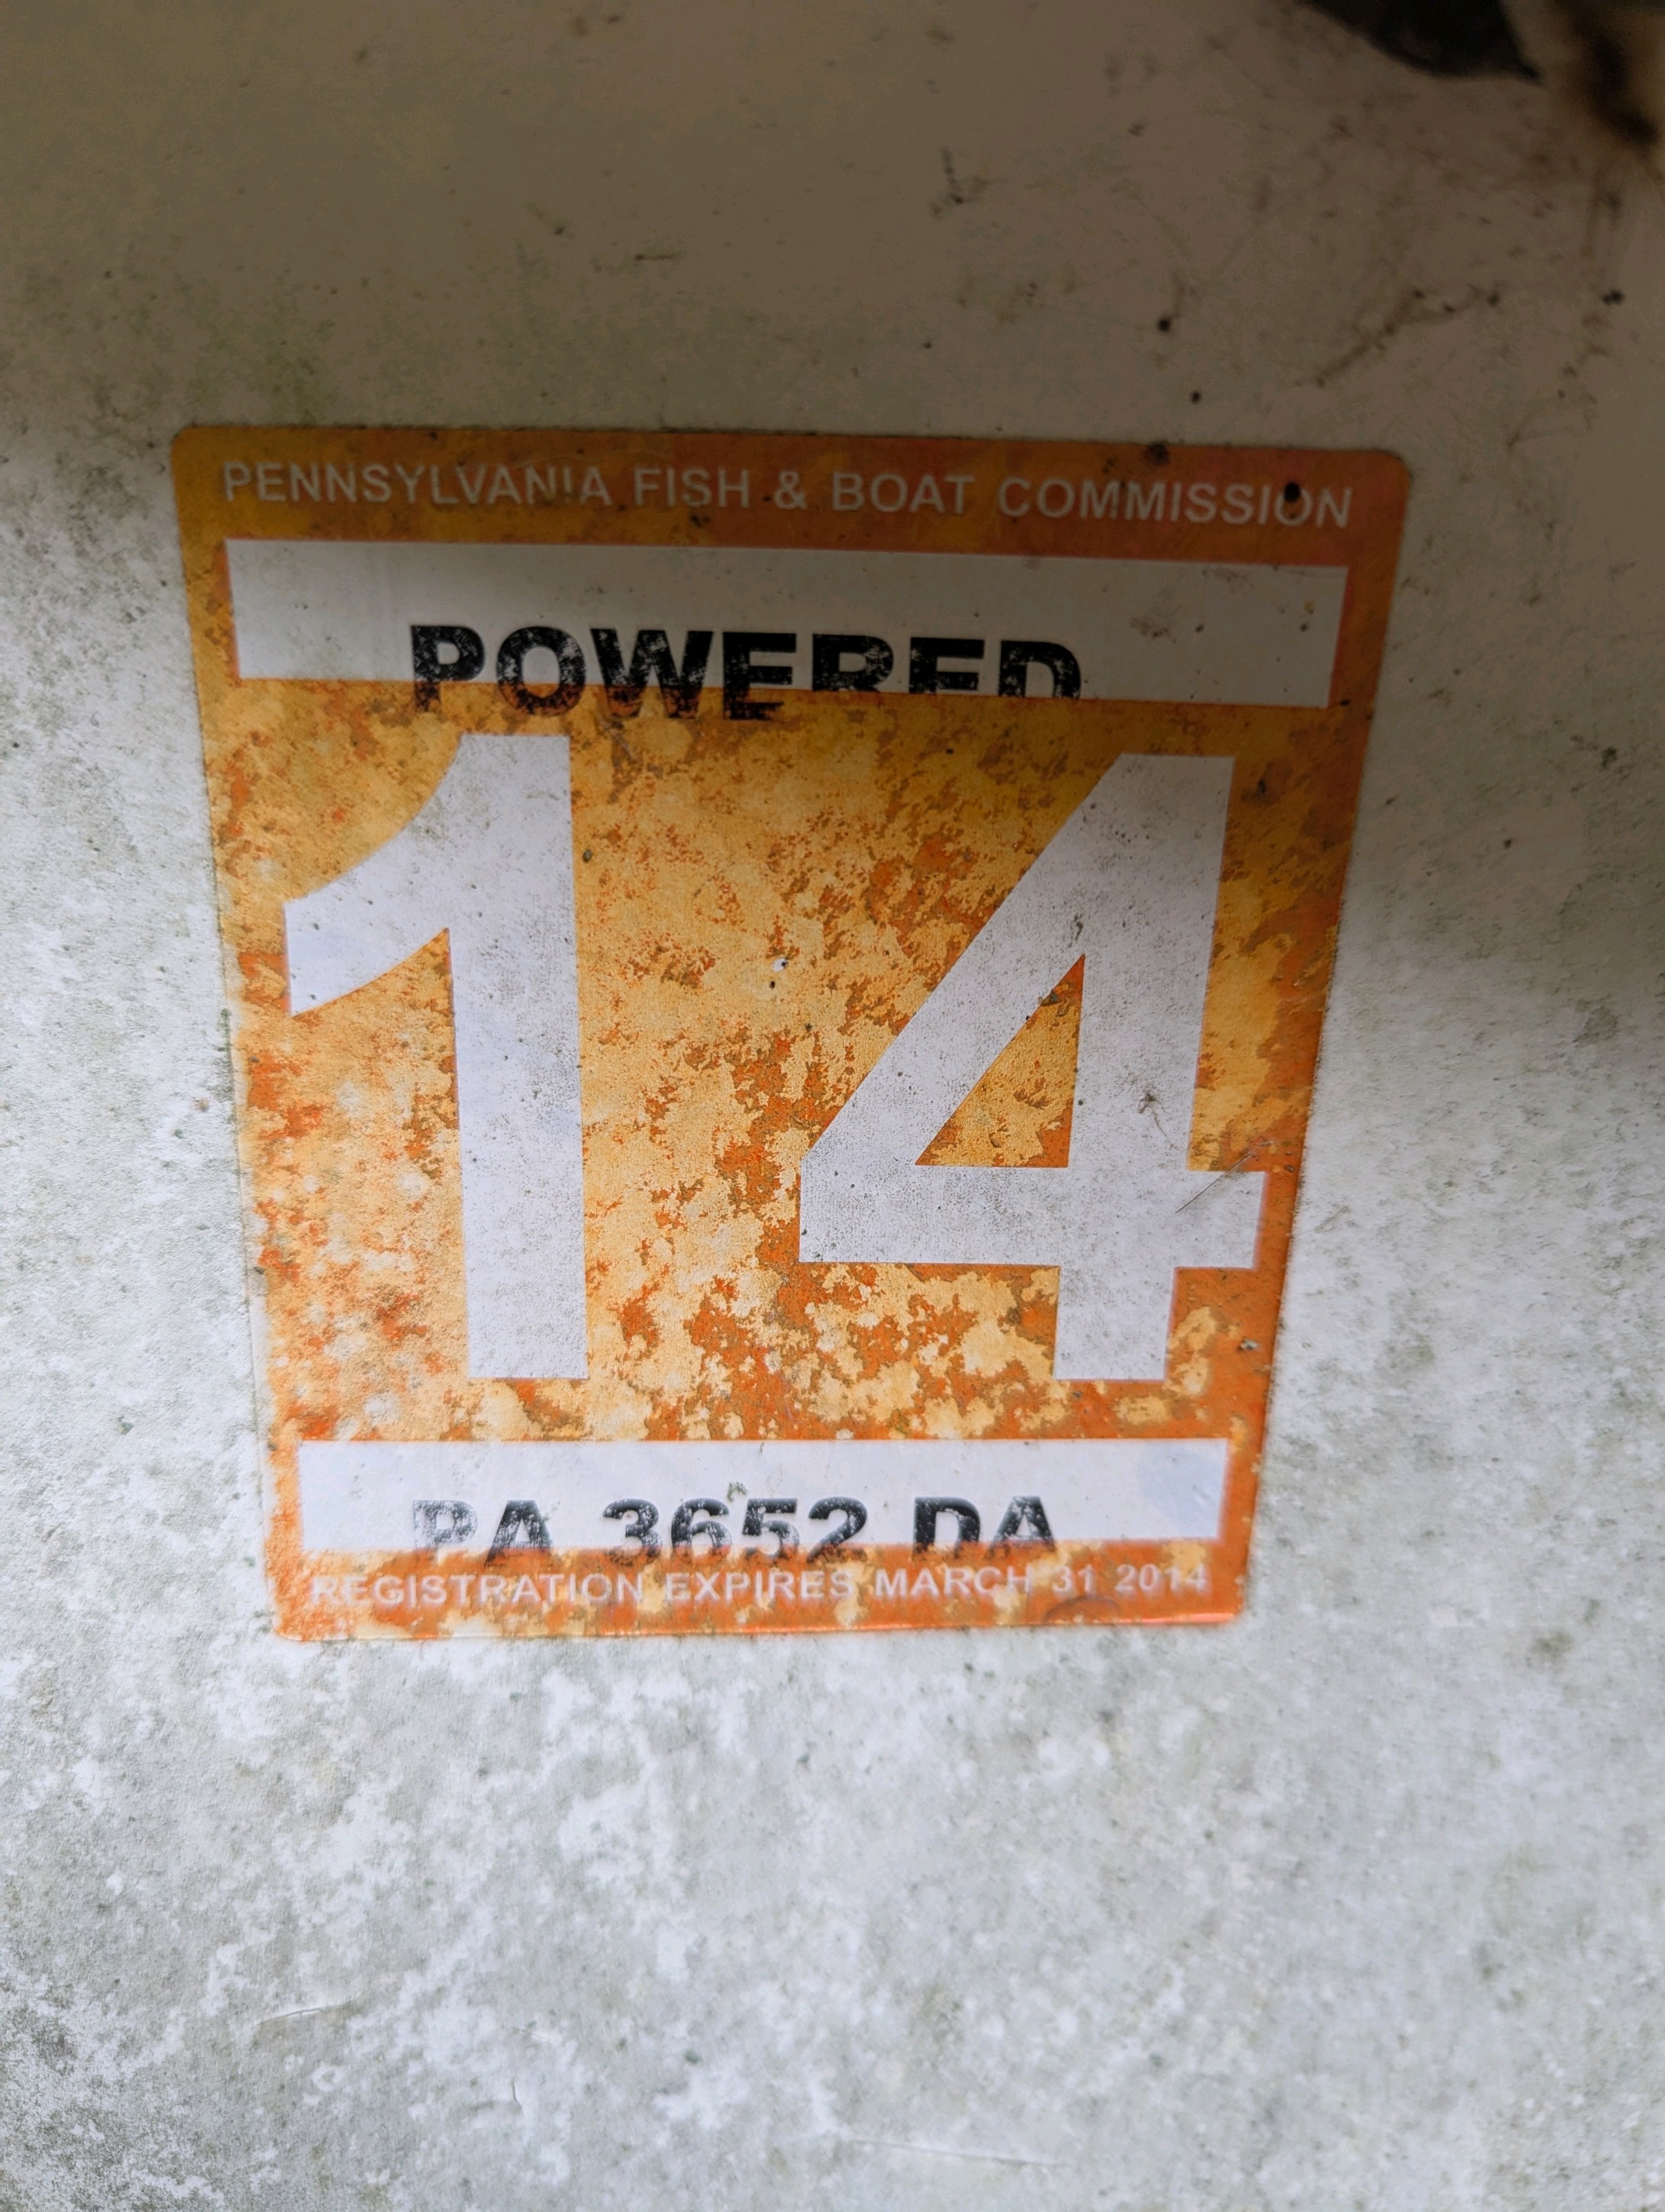 PENNSYLVANIA FISH & BOAT COMMISSION
POWERED
14
PA 3652 DA
REGISTRATION EXPIRES MARCH 31 2014